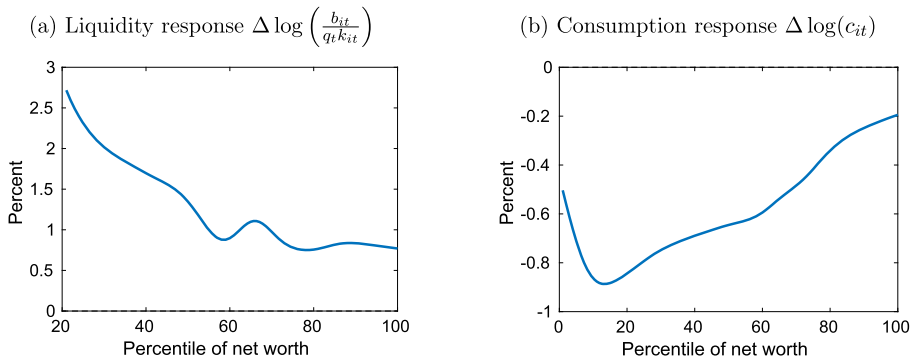 (a) Liquidity response Δ log (b_it / q_t k_it)
(b) Consumption response Δ log(c_it)
3
2.5
2
1.5
1
0.5
0
Percent
20 40 60 80 100
Percentile of net worth
0
-0.2
-0.4
-0.6
-0.8
-1
Percent
0 20 40 60 80 100
Percentile of net worth